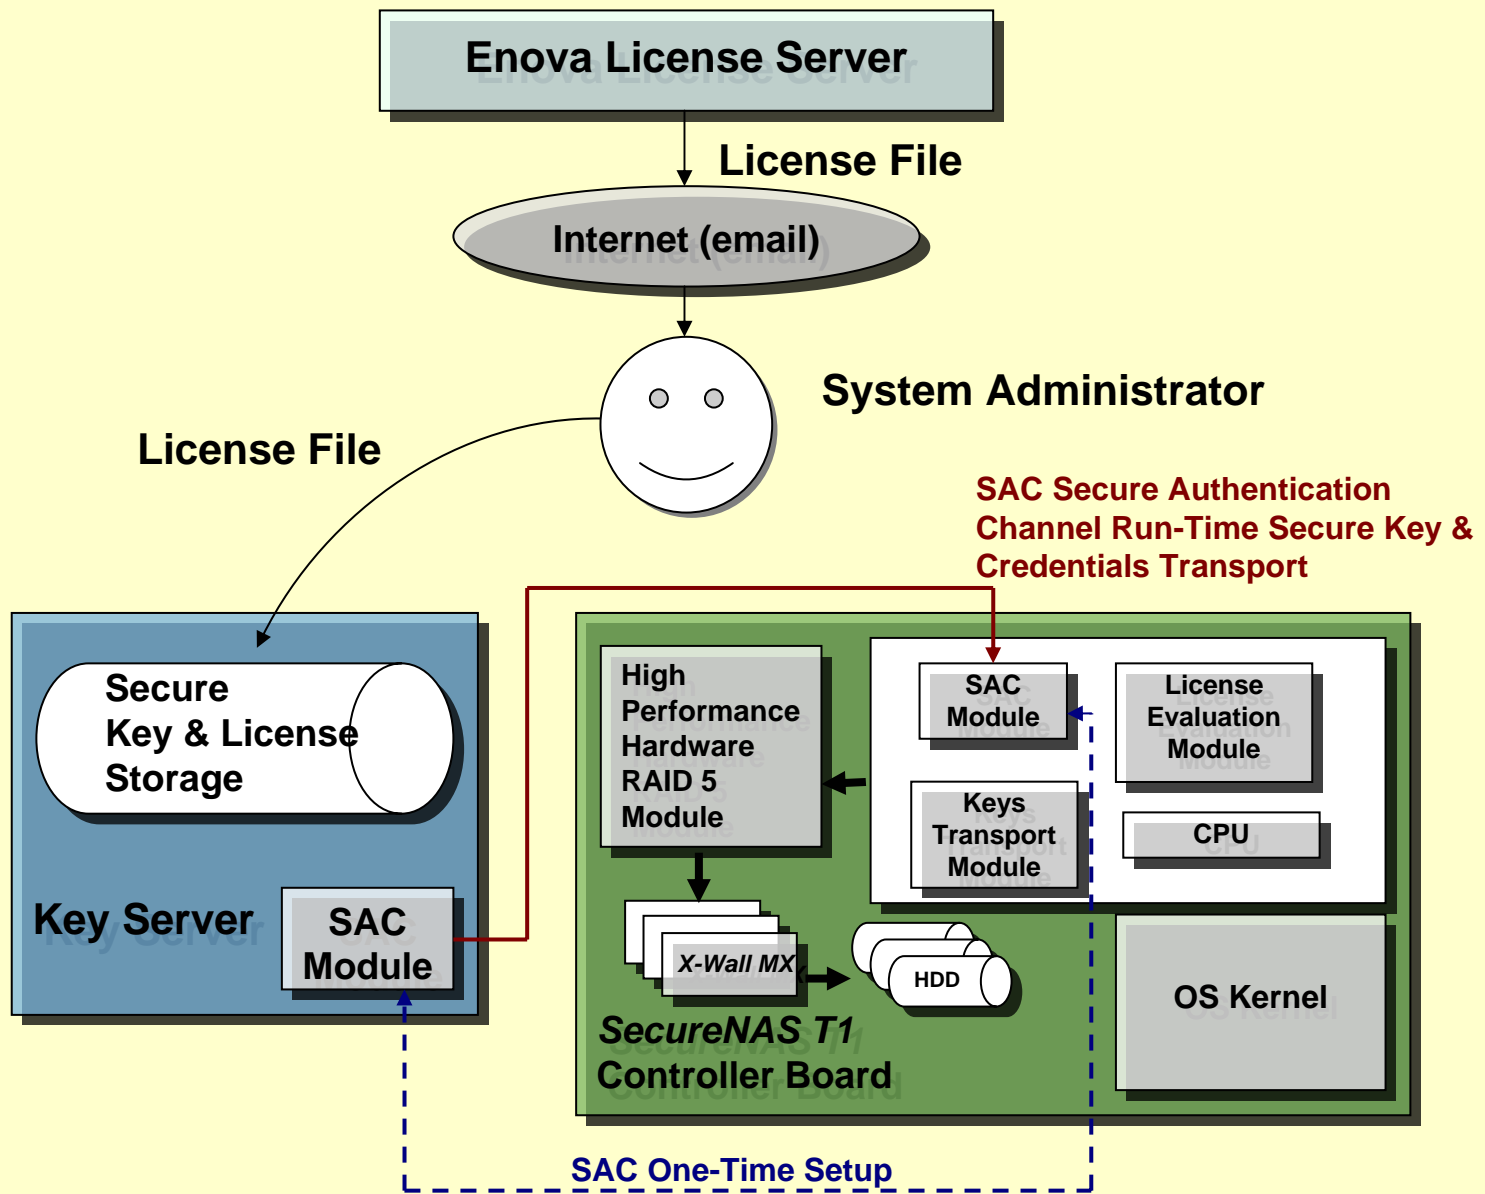 Enova License Server
License File
Internet (email)
System Administrator
License File
SAC Secure Authentication
Channel Run-Time Secure Key &
Credentials Transport
Secure
Key & License
Storage
Key Server
SAC
Module
High
Performance
Hardware
RAID 5
Module
SAC
Module
License
Evaluation
Module
Keys
Transport
Module
CPU
X-Wall MX
HDD
OS Kernel
SecureNAS T1
Controller Board
SAC One-Time Setup